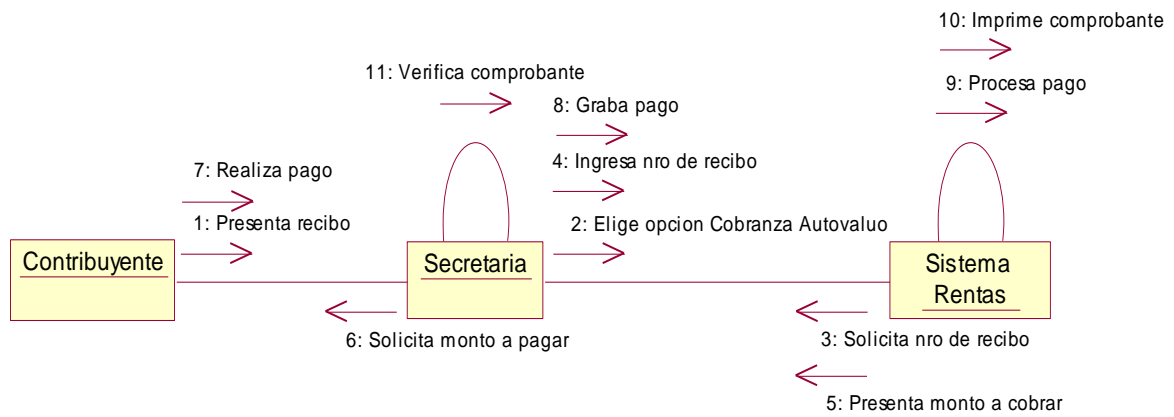 10: Imprime comprobante
11: Verifica comprobante
9: Procesa pago
8: Graba pago
7: Realiza pago
4: Ingresa nro de recibo
1: Presenta recibo
2: Elige opcion Cobranza Autovaluo
Contribuyente
Secretaria
Sistema
Rentas
6: Solicita monto a pagar
3: Solicita nro de recibo
5: Presenta monto a cobrar